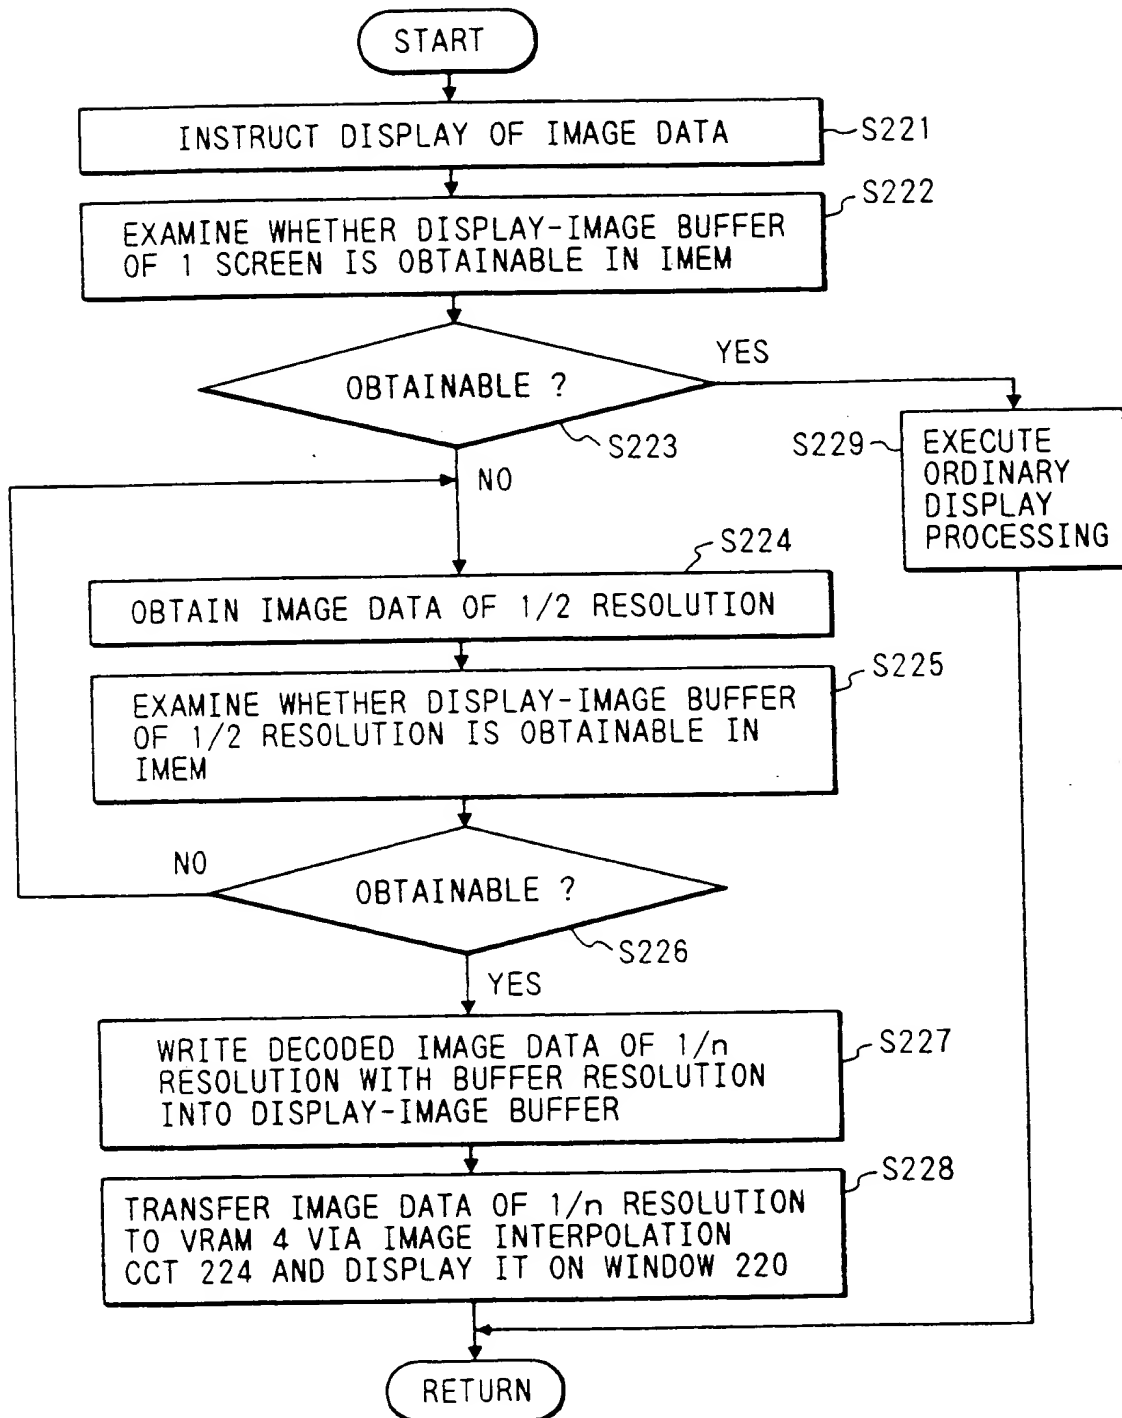 START
INSTRUCT DISPLAY OF IMAGE DATA
S221
S222
EXAMINE WHETHER DISPLAY-IMAGE BUFFER
OF 1 SCREEN IS OBTAINABLE IN IMEM
OBTAINABLE ?
YES
S223
NO
S229
EXECUTE
ORDINARY
DISPLAY
PROCESSING
S224
OBTAIN IMAGE DATA OF 1/2 RESOLUTION
S225
EXAMINE WHETHER DISPLAY-IMAGE BUFFER
OF 1/2 RESOLUTION IS OBTAINABLE IN
IMEM
NO
OBTAINABLE ?
S226
YES
S227
WRITE DECODED IMAGE DATA OF 1/n
RESOLUTION WITH BUFFER RESOLUTION
INTO DISPLAY-IMAGE BUFFER
S228
TRANSFER IMAGE DATA OF 1/n RESOLUTION
TO VRAM 4 VIA IMAGE INTERPOLATION
CCT 224 AND DISPLAY IT ON WINDOW 220
RETURN